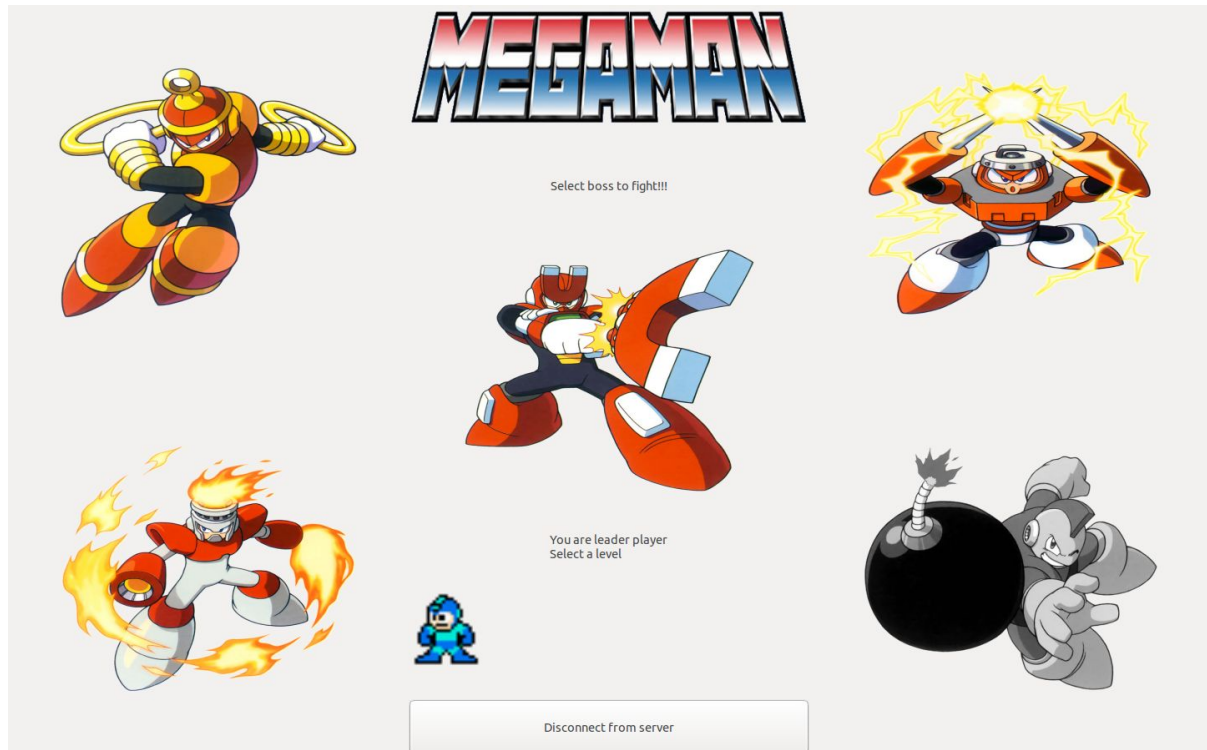 MEGAMAN
Select boss to fight!!!
You are leader player
Select a level
Disconnect from server